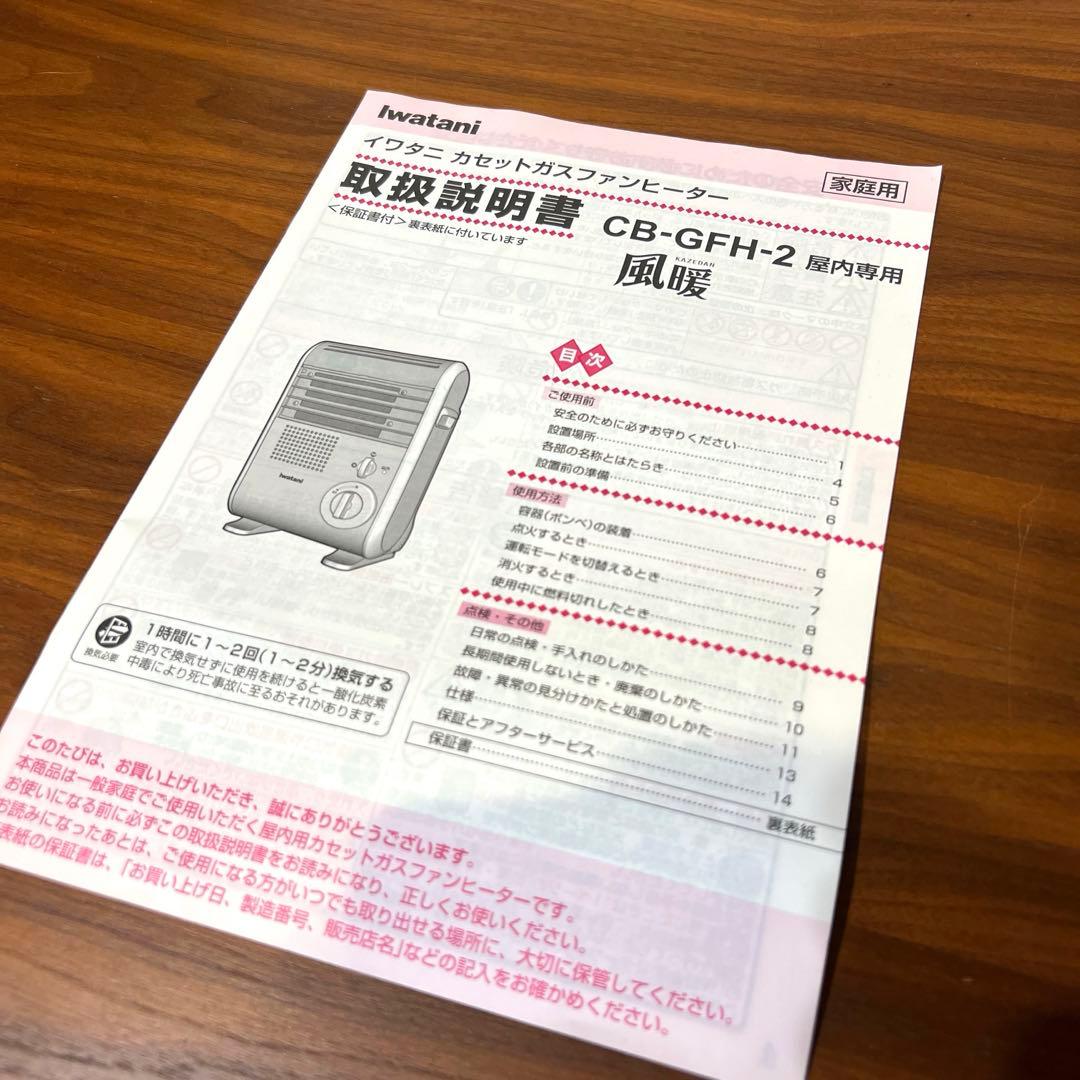 Iwatani
イワタニ カセットガスファンヒーター
家庭用
取扱説明書
CB-GFH-2 屋内専用
<保証書付>裏表紙に付いています
KAZEDAN
風暖
目次
ご使用前
安全のために必ずお守りください…… 1
設置場所…… 4
各部の名称とはたらき…… 5
設置前の準備…… 6
使用方法
容器(ボンベ)の装着…… 6
点火するとき…… 7
運転モードを切替えるとき…… 7
消火するとき…… 8
使用中に燃料切れしたとき…… 8
点検・その他
日常の点検・手入れのしかた…… 9
長期間使用しないとき・廃棄のしかた…… 10
故障・異常の見分けかたと処置のしかた…… 11
仕様…… 13
保証とアフターサービス…… 14
保証書…… 裏表紙
Iwatani
換気必要
1時間に1〜2回(1〜2分)換気する
室内で換気せずに使用を続けると一酸化炭素
中毒により死亡事故に至るおそれがあります。
このたびは、お買い上げいただき、誠にありがとうございます。
本商品は一般家庭でご使用いただく屋内用カセットガスファンヒーターです。
お使いになる前に必ずこの取扱説明書をお読みになり、正しくお使いください。
お読みになったあとは、ご使用になる方がいつでも取り出せる場所に、大切に保管してください。
表紙の保証書は、「お買い上げ日、製造番号、販売店名」などの記入をお確かめください。